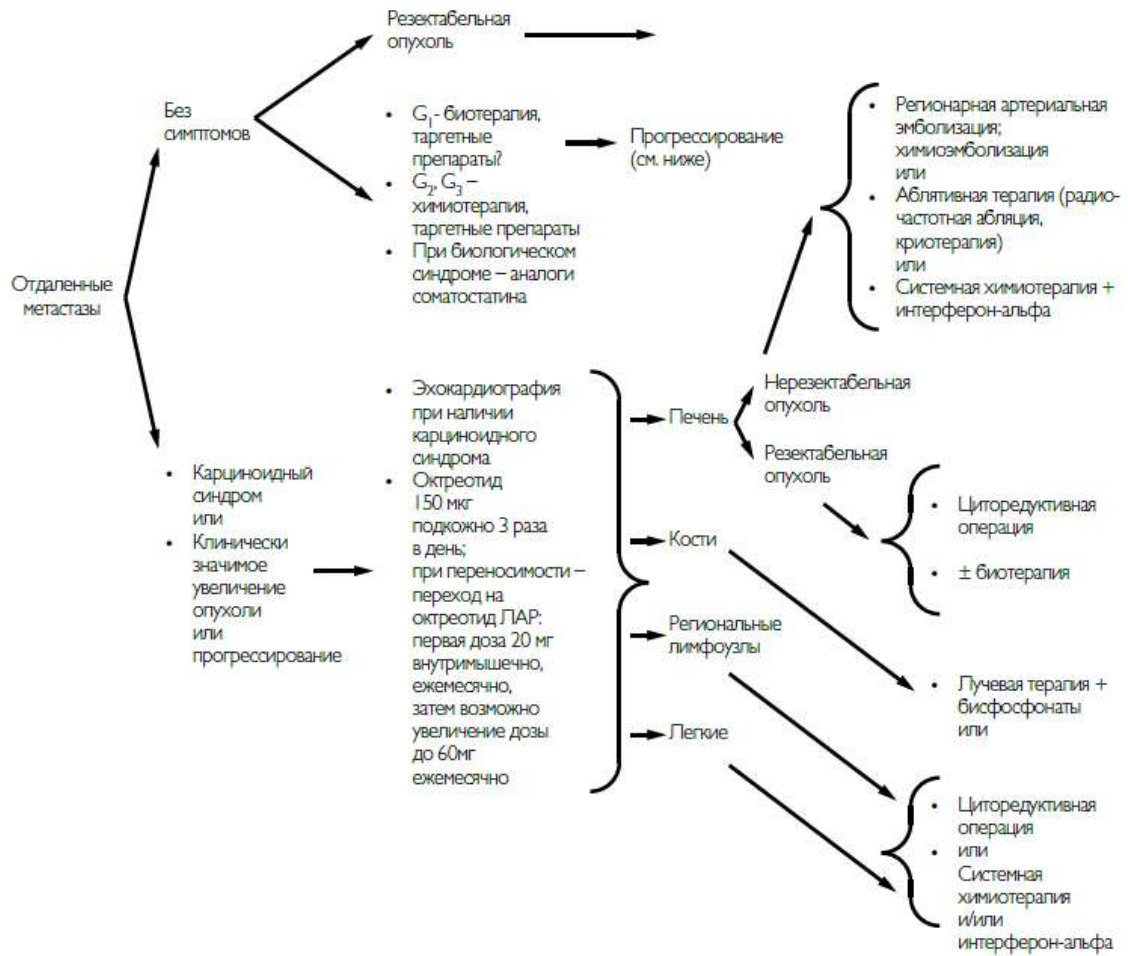 Резектабельная
опухоль
Без
симптомов
• G₁- биотерапия,
таргетные
препараты?
• G₂, G₃ –
химиотерапия,
таргетные препараты
• При биологическом
синдроме – аналоги
соматостатина
Прогрессирование
(см. ниже)
• Регионарная артериальная
эмболизация;
химиоэмболизация
или
• Аблятивная терапия (радио-
частотная абляция,
криотерапия)
или
• Системная химиотерапия +
интерферон-альфа
Отдаленные
метастазы
• Карциноидный
синдром
или
• Клинически
значимое
увеличение
опухоли
или
прогрессирование
• Эхокардиография
при наличии
карциноидного
синдрома
• Октреотид
150 мкг
подкожно 3 раза
в день;
при переносимости –
переход на
октреотид ЛАР:
первая доза 20 мг
внутримышечно,
ежемесячно,
затем возможно
увеличение дозы
до 60мг
ежемесячно
Печень
Нерезектабельная
опухоль
Резектабельная
опухоль
• Циторедуктивная
операция
• ± биотерапия
Кости
Региональные
лимфоузлы
Легкие
• Лучевая терапия +
бисфосфонаты
или
• Циторедуктивная
операция
• или
Системная
химиотерапия
и/или
интерферон-альфа